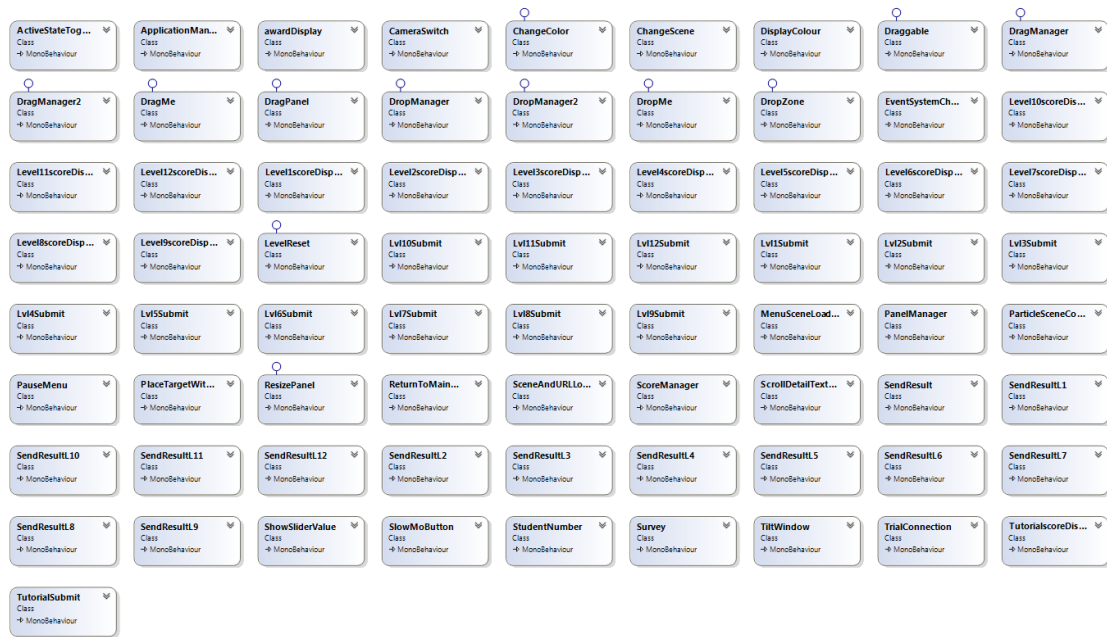 ActiveStateTog...
Class
MonoBehaviour
ApplicationMan...
Class
MonoBehaviour
awardDisplay
Class
MonoBehaviour
CameraSwitch
Class
MonoBehaviour
ChangeColor
Class
MonoBehaviour
ChangeScene
Class
MonoBehaviour
DisplayColour
Class
MonoBehaviour
Draggable
Class
MonoBehaviour
DragManager
Class
MonoBehaviour
DragManager2
Class
MonoBehaviour
DragMe
Class
MonoBehaviour
DragPanel
Class
MonoBehaviour
DropManager
Class
MonoBehaviour
DropManager2
Class
MonoBehaviour
DropMe
Class
MonoBehaviour
DropZone
Class
MonoBehaviour
EventSystemCh...
Class
MonoBehaviour
Level10scoreDis...
Class
MonoBehaviour
Level11scoreDis...
Class
MonoBehaviour
Level12scoreDis...
Class
MonoBehaviour
Level1scoreDisp...
Class
MonoBehaviour
Level2scoreDisp...
Class
MonoBehaviour
Level3scoreDisp...
Class
MonoBehaviour
Level4scoreDisp...
Class
MonoBehaviour
Level5scoreDisp...
Class
MonoBehaviour
Level6scoreDisp...
Class
MonoBehaviour
Level7scoreDisp...
Class
MonoBehaviour
Level8scoreDisp...
Class
MonoBehaviour
Level9scoreDisp...
Class
MonoBehaviour
LevelReset
Class
MonoBehaviour
Lvl10Submit
Class
MonoBehaviour
Lvl11Submit
Class
MonoBehaviour
Lvl12Submit
Class
MonoBehaviour
Lvl1Submit
Class
MonoBehaviour
Lvl2Submit
Class
MonoBehaviour
Lvl3Submit
Class
MonoBehaviour
Lvl4Submit
Class
MonoBehaviour
Lvl5Submit
Class
MonoBehaviour
Lvl6Submit
Class
MonoBehaviour
Lvl7Submit
Class
MonoBehaviour
Lvl8Submit
Class
MonoBehaviour
Lvl9Submit
Class
MonoBehaviour
MenuSceneLoad...
Class
MonoBehaviour
PanelManager
Class
MonoBehaviour
ParticleSceneCo...
Class
MonoBehaviour
PauseMenu
Class
MonoBehaviour
PlaceTargetWit...
Class
MonoBehaviour
ResizePanel
Class
MonoBehaviour
ReturnToMain...
Class
MonoBehaviour
SceneAndURLLo...
Class
MonoBehaviour
ScoreManager
Class
MonoBehaviour
ScrollDetailText...
Class
MonoBehaviour
SendResult
Class
MonoBehaviour
SendResultL1
Class
MonoBehaviour
SendResultL10
Class
MonoBehaviour
SendResultL11
Class
MonoBehaviour
SendResultL12
Class
MonoBehaviour
SendResultL2
Class
MonoBehaviour
SendResultL3
Class
MonoBehaviour
SendResultL4
Class
MonoBehaviour
SendResultL5
Class
MonoBehaviour
SendResultL6
Class
MonoBehaviour
SendResultL7
Class
MonoBehaviour
SendResultL8
Class
MonoBehaviour
SendResultL9
Class
MonoBehaviour
ShowSliderValue
Class
MonoBehaviour
SlowMoButton
Class
MonoBehaviour
StudentNumber
Class
MonoBehaviour
Survey
Class
MonoBehaviour
TiltWindow
Class
MonoBehaviour
TrialConnection
Class
MonoBehaviour
TutorialscoreDis...
Class
MonoBehaviour
TutorialSubmit
Class
MonoBehaviour